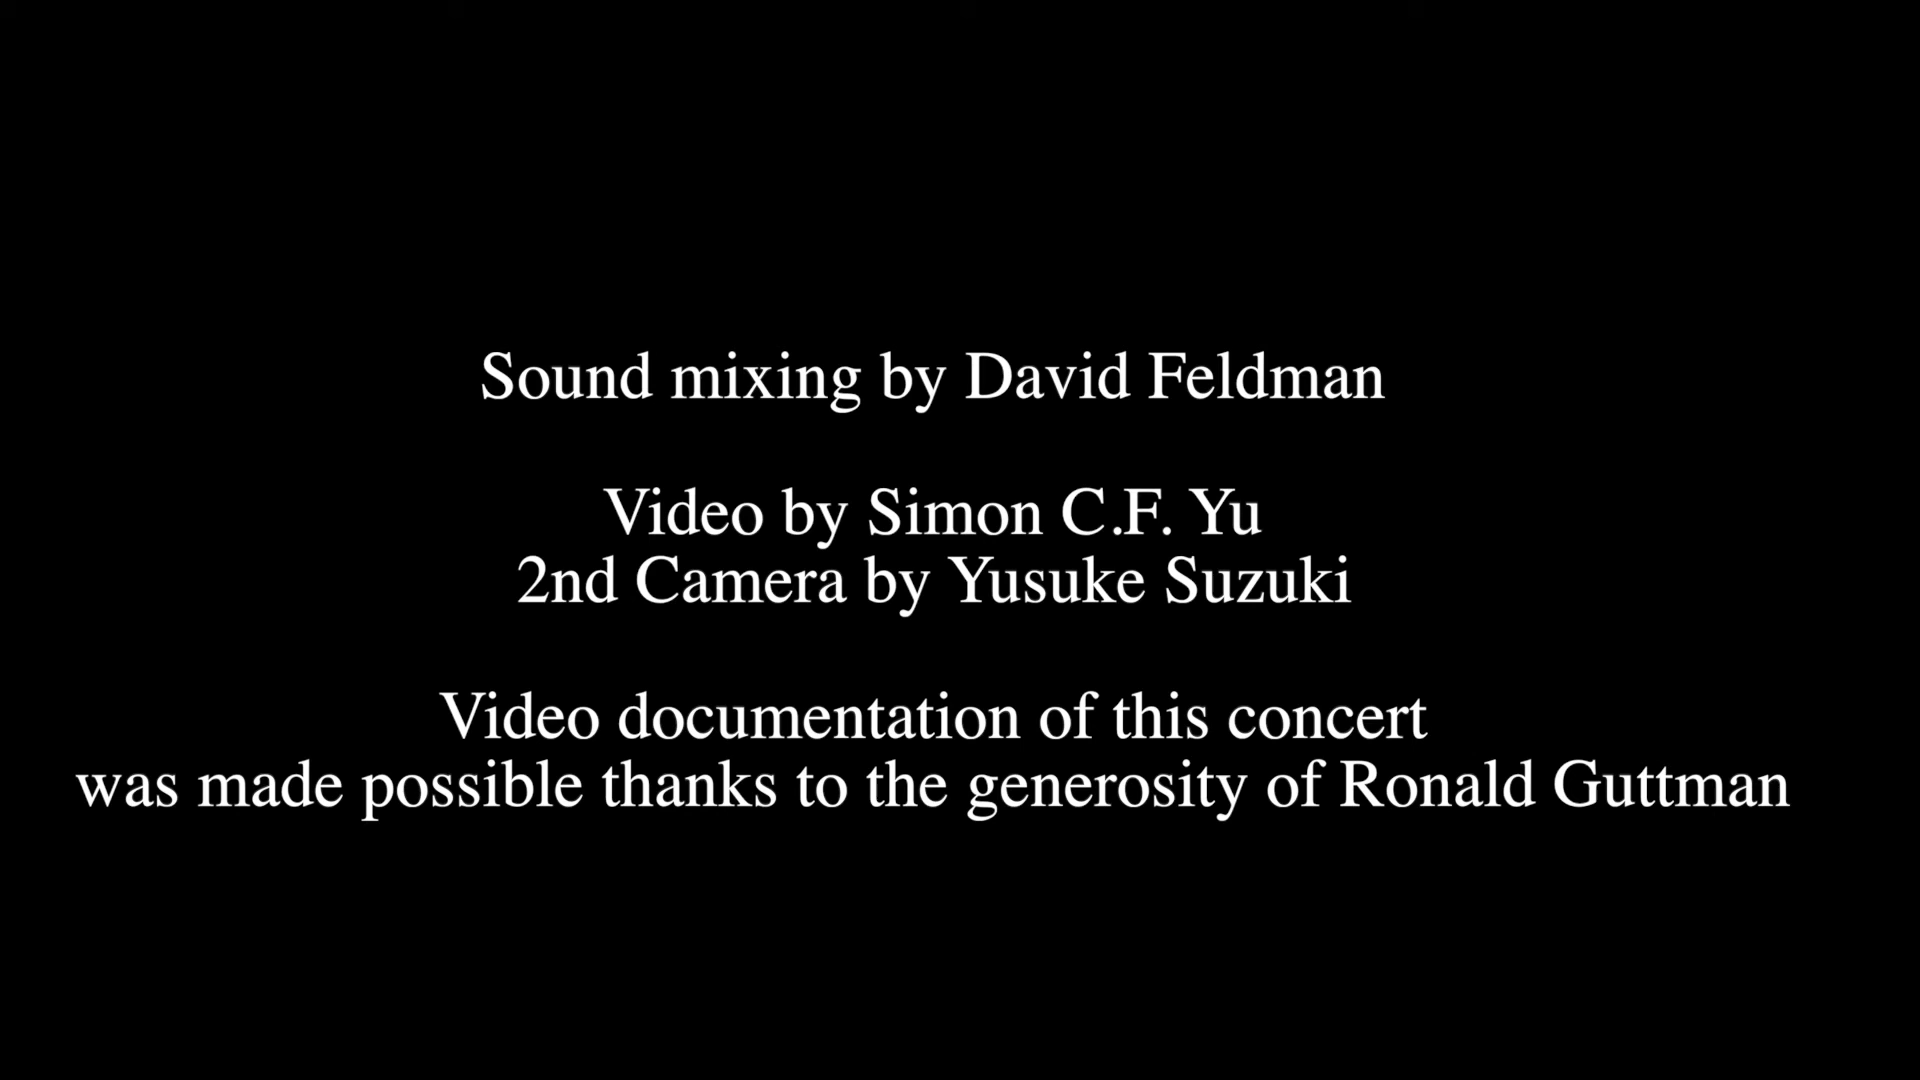 Sound mixing by David Feldman
Video by Simon C.F. Yu
2nd Camera by Yusuke Suzuki
Video documentation of this concert
was made possible thanks to the generosity of Ronald Guttman